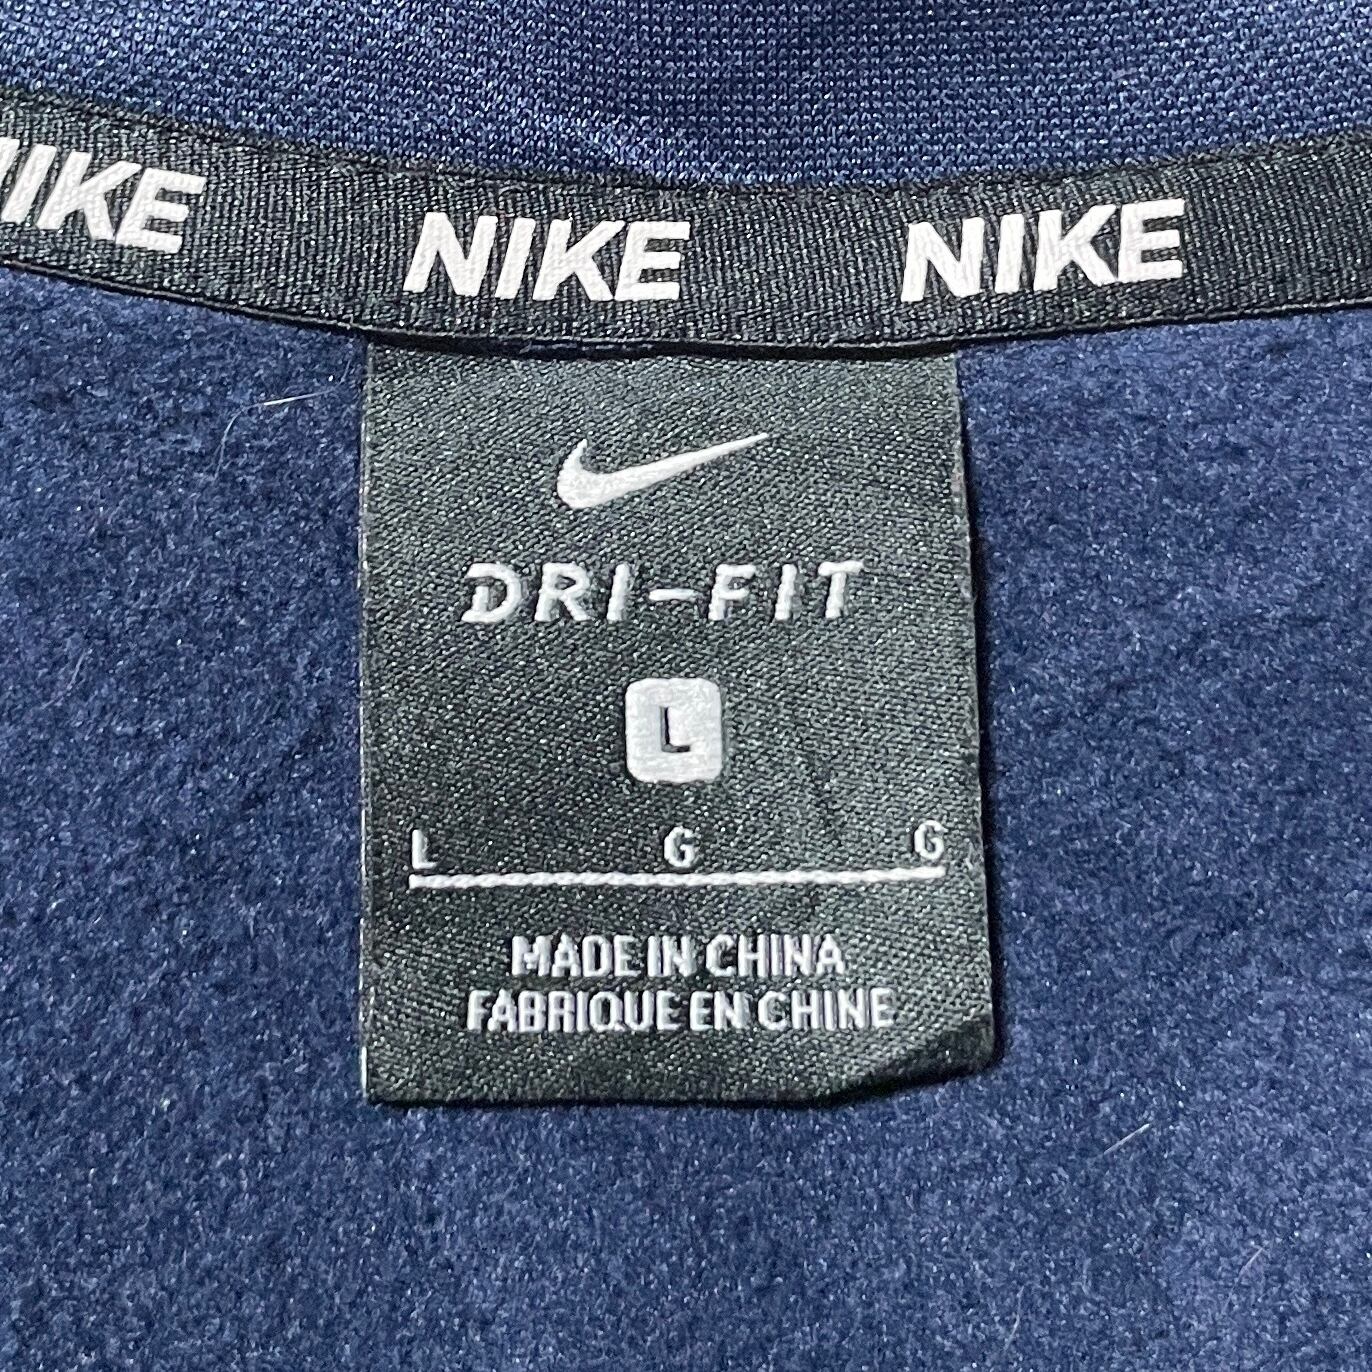 NIKE NIKE NIKE
DRI-FIT
L
L G G
MADE IN CHINA
FABRIQUE EN CHINE